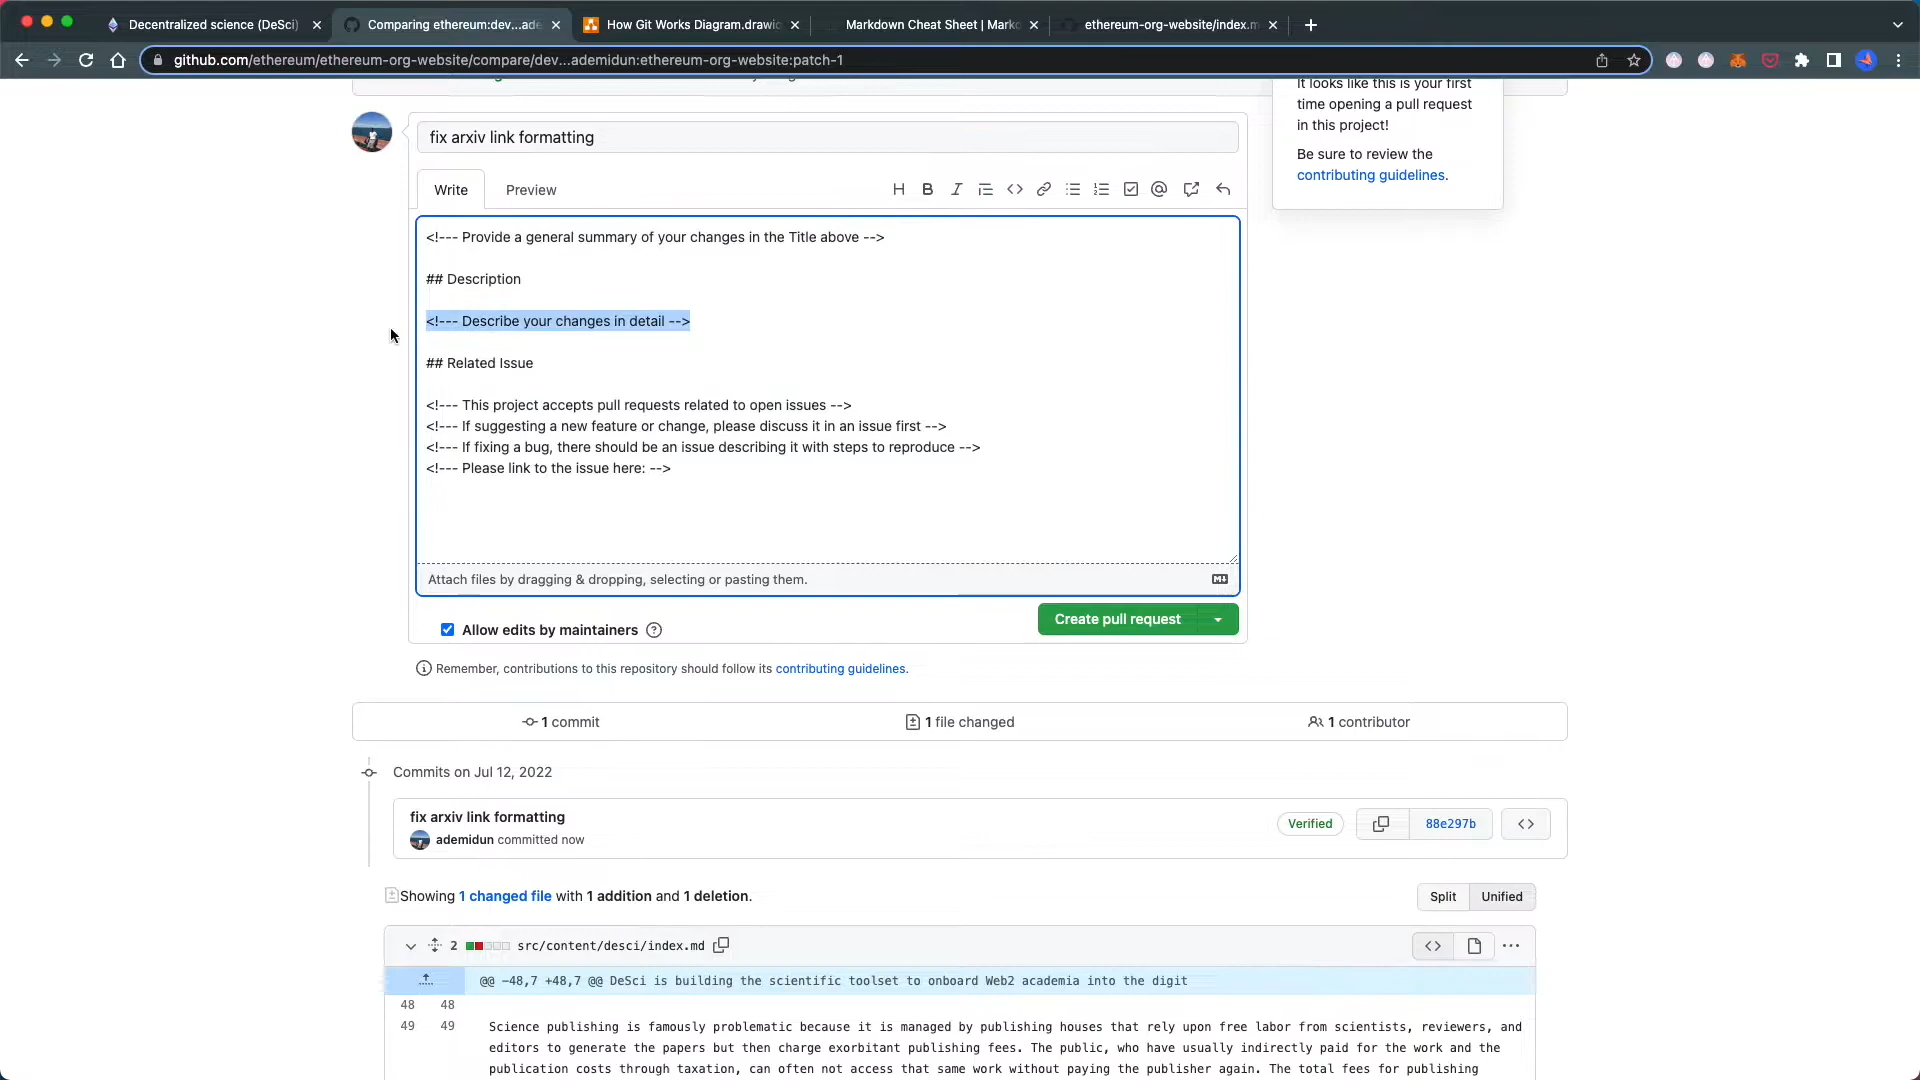 Decentralized science (DeSci)
Comparing ethereum:dev...ade
How Git Works Diagram.drawio
Markdown Cheat Sheet | Markd
ethereum-org-website/index.m
github.com/ethereum/ethereum-org-website/compare/dev...ademidun:ethereum-org-website:patch-1
It looks like this is your first
time opening a pull request
in this project!
Be sure to review the
contributing guidelines.
fix arxiv link formatting
Write
Preview
<!--- Provide a general summary of your changes in the Title above -->
## Description
<!--- Describe your changes in detail -->
## Related Issue
<!--- This project accepts pull requests related to open issues -->
<!--- If suggesting a new feature or change, please discuss it in an issue first -->
<!--- If fixing a bug, there should be an issue describing it with steps to reproduce -->
<!--- Please link to the issue here: -->
Attach files by dragging & dropping, selecting or pasting them.
Allow edits by maintainers
Create pull request
Remember, contributions to this repository should follow its contributing guidelines.
1 commit
1 file changed
1 contributor
Commits on Jul 12, 2022
fix arxiv link formatting
ademidun committed now
Verified
88e297b
Showing 1 changed file with 1 addition and 1 deletion.
Split
Unified
2 src/content/desci/index.md
@@ -48,7 +48,7 @@ DeSci is building the scientific toolset to onboard Web2 academia into the digit
48 48
49 49 Science publishing is famously problematic because it is managed by publishing houses that rely upon free labor from scientists, reviewers, and
editors to generate the papers but then charge exorbitant publishing fees. The public, who have usually indirectly paid for the work and the
publication costs through taxation, can often not access that same work without paying the publisher again. The total fees for publishing